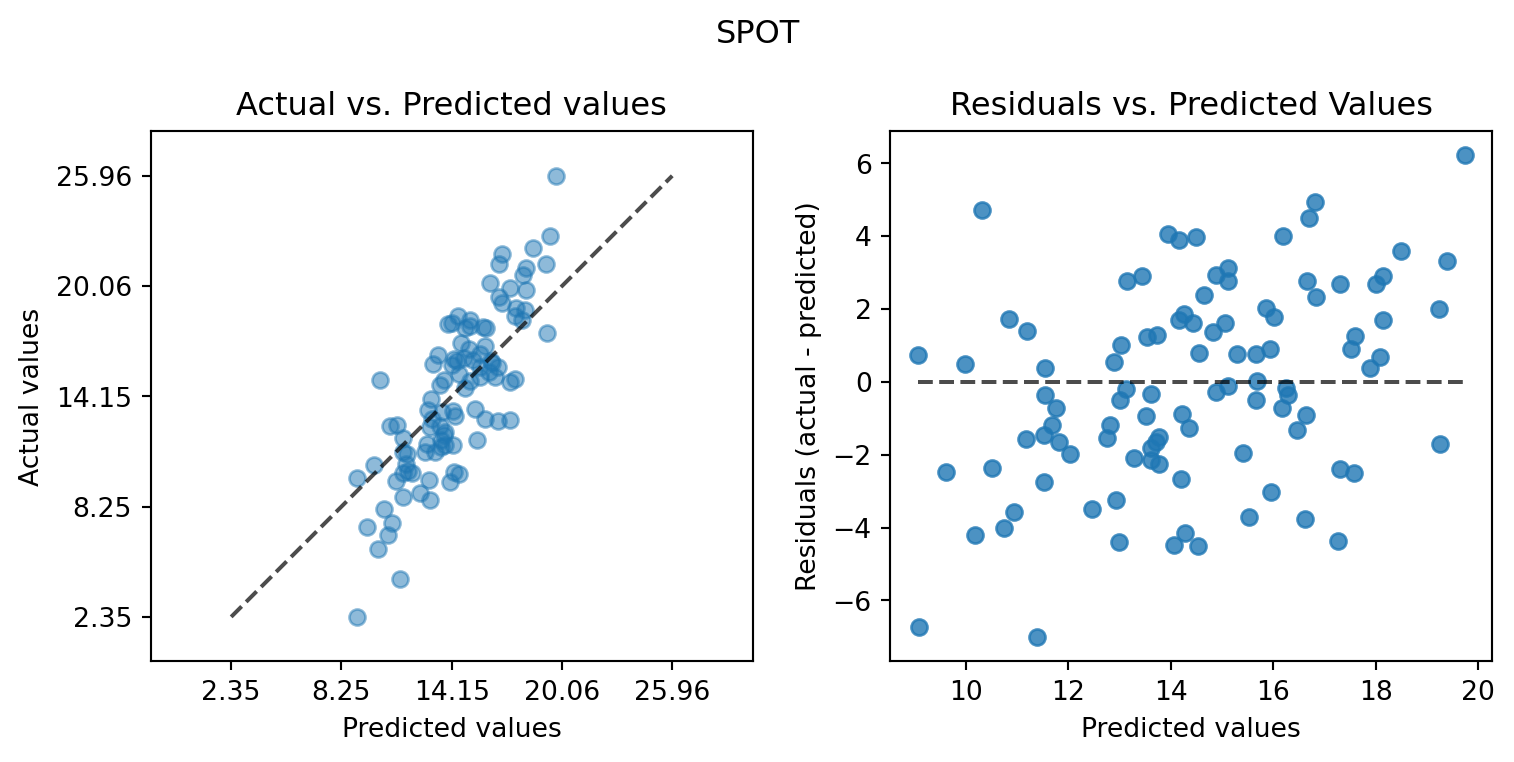 SPOT
Actual vs. Predicted values
Actual values
25.96
20.06
14.15
8.25
2.35
2.35 8.25 14.15 20.06 25.96
Predicted values
Residuals vs. Predicted Values
Residuals (actual - predicted)
6
4
2
0
−2
−4
−6
10 12 14 16 18 20
Predicted values